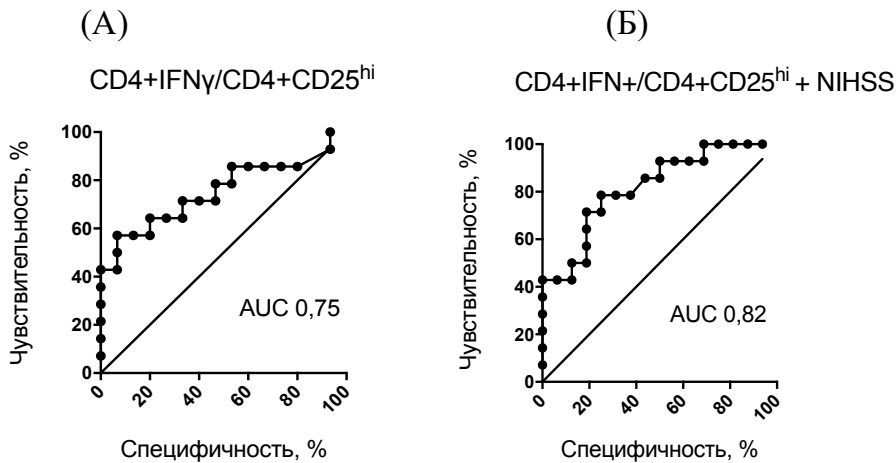 (А)
CD4+IFNγ/CD4+CD25hi
Чувствительность, %
100
80
60
40
20
0
AUC 0,75
0
20
40
60
80
100
Специфичность, %
(Б)
CD4+IFN+/CD4+CD25hi + NIHSS
Чувствительность, %
100
80
60
40
20
0
AUC 0,82
0
20
40
60
80
100
Специфичность, %